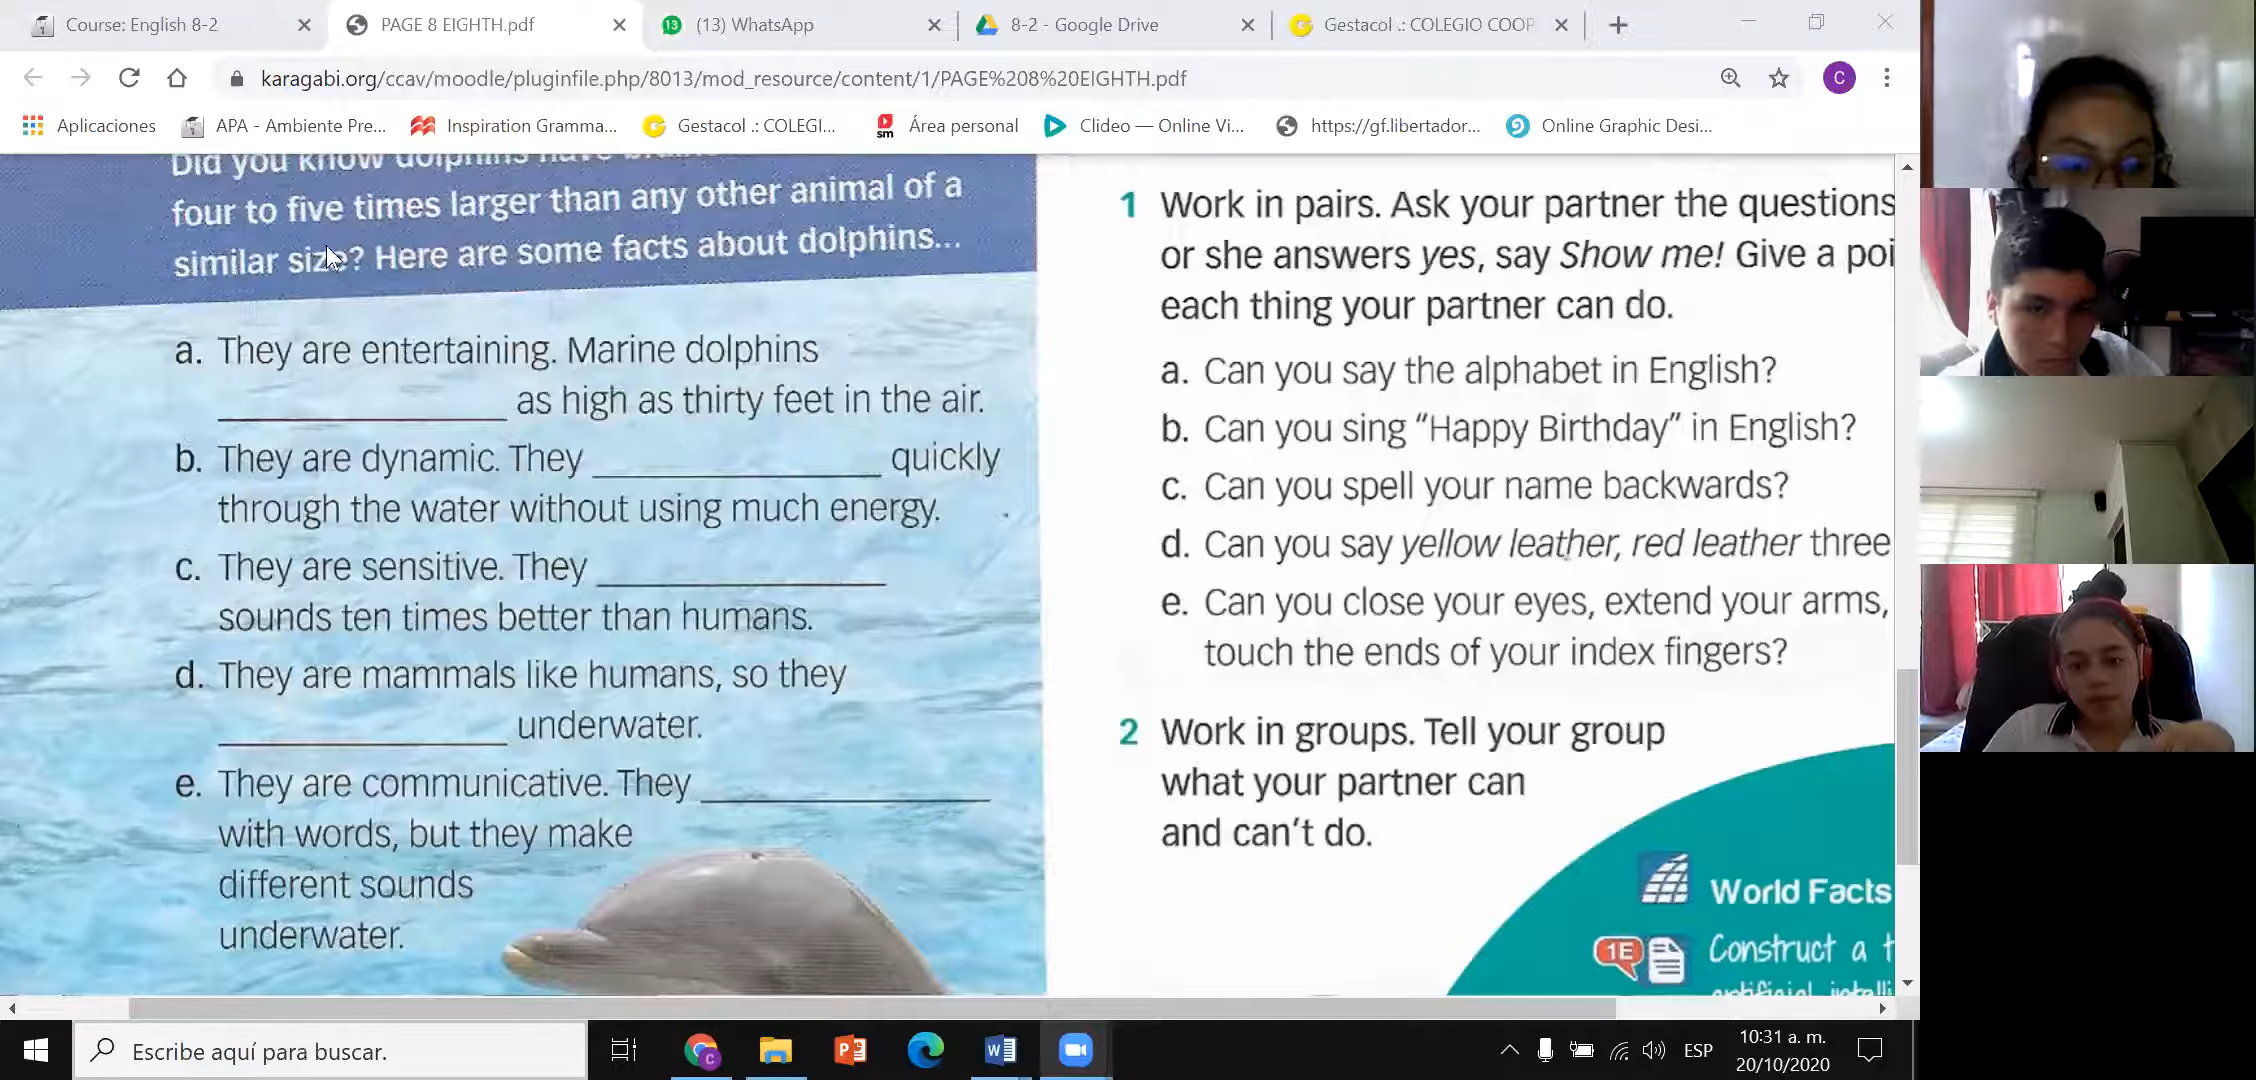 Course: English 8-2
PAGE 8 EIGHTH.pdf
(13) WhatsApp
8-2 - Google Drive
Gestacol .: COLEGIO COOP
karagabi.org/ccav/moodle/pluginfile.php/8013/mod_resource/content/1/PAGE%208%20EIGHTH.pdf
C
Aplicaciones
APA - Ambiente Pre...
Inspiration Gramma...
Gestacol .: COLEGI...
sm
Área personal
Clideo — Online Vi...
https://gf.libertador...
Online Graphic Desi...
Did you know dolphins have
four to five times larger than any other animal of a
similar size? Here are some facts about dolphins...
a. They are entertaining. Marine dolphins
as high as thirty feet in the air.
b. They are dynamic. They ____________ quickly
through the water without using much energy.
c. They are sensitive. They ____________
sounds ten times better than humans.
d. They are mammals like humans, so they
____________ underwater.
e. They are communicative. They ____________
with words, but they make
different sounds
underwater.
1 Work in pairs. Ask your partner the questions
or she answers yes, say Show me! Give a poi
each thing your partner can do.
a. Can you say the alphabet in English?
b. Can you sing “Happy Birthday” in English?
c. Can you spell your name backwards?
d. Can you say yellow leather, red leather three
e. Can you close your eyes, extend your arms,
touch the ends of your index fingers?
2 Work in groups. Tell your group
what your partner can
and can't do.
World Facts
1E
Construct a t
Escribe aquí para buscar.
ESP
10:31 a. m.
20/10/2020